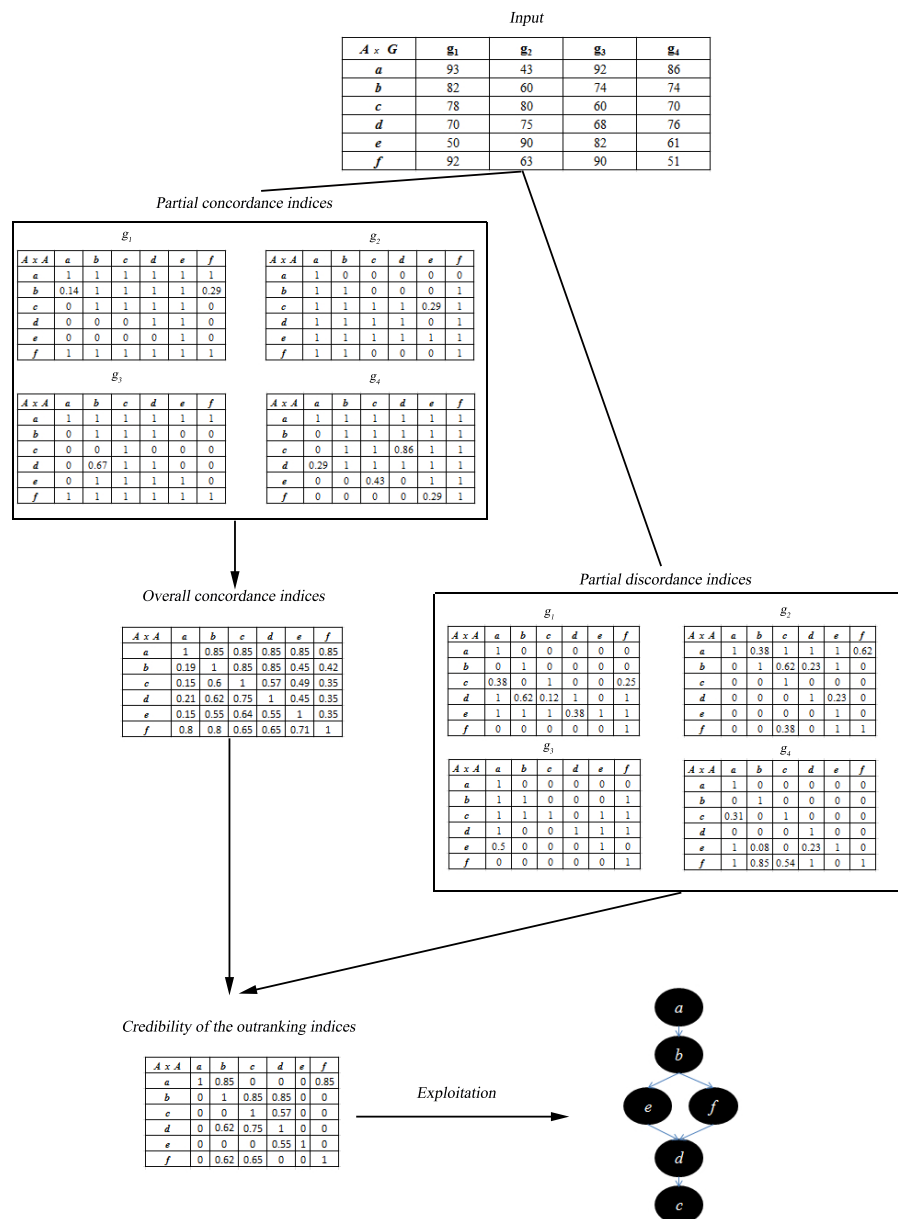 Input
A x G g1 g2 g3 g4
a 93 43 92 86
b 82 60 74 74
c 78 80 60 70
d 70 75 68 76
e 50 90 82 61
f 92 63 90 51
Partial concordance indices
g1
A x A a b c d e f
a 1 1 1 1 1 1
b 0.14 1 1 1 1 0.29
c 0 1 1 1 1 0
d 0 0 0 1 1 0
e 0 0 0 0 1 0
f 1 1 1 1 1 1
g2
A x A a b c d e f
a 1 0 0 0 0 0
b 1 1 0 0 0 1
c 1 1 1 1 0.29 1
d 1 1 1 1 0 1
e 1 1 1 1 1 1
f 1 1 0 0 0 1
g3
A x A a b c d e f
a 1 1 1 1 1 1
b 0 1 1 1 0 0
c 0 0 1 0 0 0
d 0 0.67 1 1 0 0
e 0 1 1 1 1 0
f 1 1 1 1 1 1
g4
A x A a b c d e f
a 1 1 1 1 1 1
b 0 1 1 1 1 1
c 0 1 1 0.86 1 1
d 0.29 1 1 1 1 1
e 0 0 0.43 0 1 1
f 0 0 0 0 0.29 1
Overall concordance indices
A x A a b c d e f
a 1 0.85 0.85 0.85 0.85 0.85
b 0.19 1 0.85 0.85 0.45 0.42
c 0.15 0.6 1 0.57 0.49 0.35
d 0.21 0.62 0.75 1 0.45 0.35
e 0.15 0.55 0.64 0.55 1 0.35
f 0.8 0.8 0.65 0.65 0.71 1
Partial discordance indices
g1
A x A a b c d e f
a 1 0 0 0 0 0
b 0 1 0 0 0 0
c 0.38 0 1 0 0 0.25
d 1 0.62 0.12 1 0 1
e 1 1 1 0.38 1 1
f 0 0 0 0 0 1
g2
A x A a b c d e f
a 1 0.38 1 1 1 0.62
b 0 1 0.62 0.23 1 0
c 0 0 1 0 0 0
d 0 0 0 1 0.23 0
e 0 0 0 0 1 0
f 0 0 0.38 0 1 1
g3
A x A a b c d e f
a 1 0 0 0 0 0
b 1 1 0 0 0 1
c 1 1 1 0 1 1
d 1 0 0 1 1 1
e 0.5 0 0 0 1 0
f 0 0 0 0 0 1
g4
A x A a b c d e f
a 1 0 0 0 0 0
b 0 1 0 0 0 0
c 0.31 0 1 0 0 0
d 0 0 0 1 0 0
e 1 0.08 0 0.23 1 0
f 1 0.85 0.54 1 0 1
Credibility of the outranking indices
A x A a b c d e f
a 1 0.85 0 0 0 0.85
b 0 1 0.85 0.85 0 0
c 0 0 1 0.57 0 0
d 0 0.62 0.75 1 0 0
e 0 0 0 0.55 1 0
f 0 0.62 0.65 0 0 1
Exploitation
a
b
e f
d
c